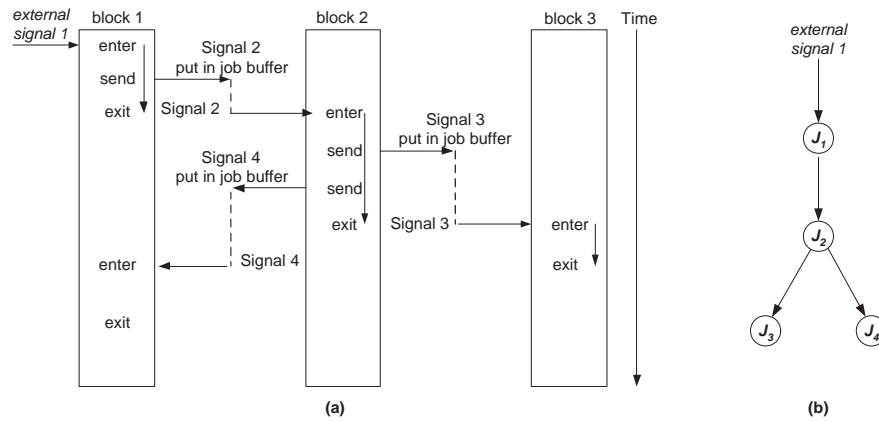 block 1
block 2
block 3
Time
external
signal 1
enter
send
exit
Signal 2
put in job buffer
Signal 2
enter
send
send
exit
Signal 3
put in job buffer
Signal 4
put in job buffer
Signal 3
enter
exit
Signal 4
enter
exit
(a)
external
signal 1
J1
J2
J3
J4
(b)